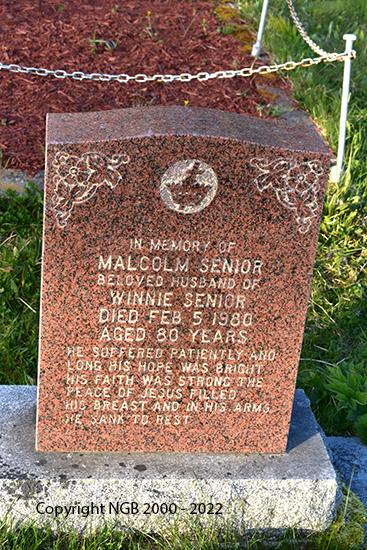 IN MEMORY OF
MALCOLM SENIOR
BELOVED HUSBAND OF
WINNIE SENIOR
DIED FEB 5 1980
AGED 80 YEARS
HE SUFFERED PATIENTLY AND
LONG HIS HOPE WAS BRIGHT
HIS FAITH WAS STRONG THE
PEACE OF JESUS FILLED
HIS BREAST AND IN HIS ARMS
HE SANK TO REST
Copyright NGB 2000 - 2022